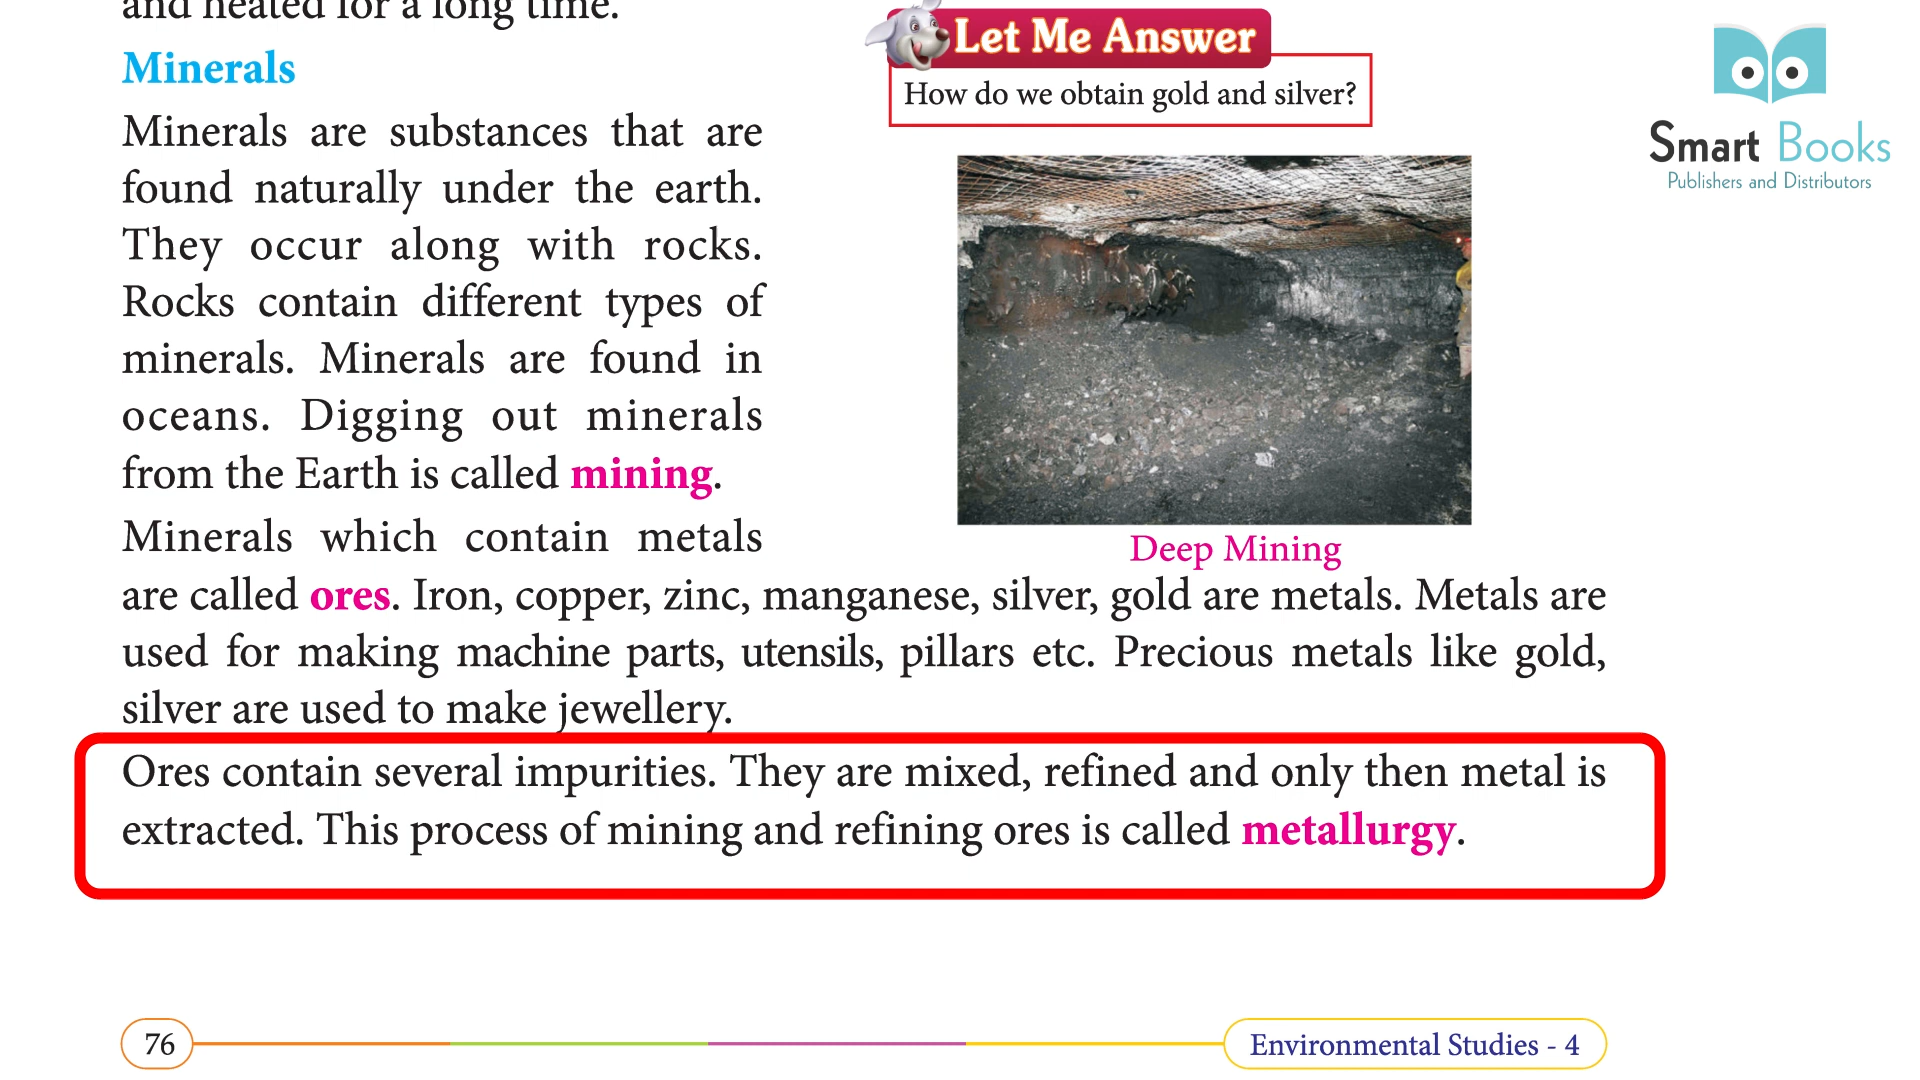 and heated for a long time.
Minerals
Minerals are substances that are
found naturally under the earth.
They occur along with rocks.
Rocks contain different types of
minerals. Minerals are found in
oceans. Digging out minerals
from the Earth is called mining.
Let Me Answer
How do we obtain gold and silver?
Deep Mining
Minerals which contain metals
are called ores. Iron, copper, zinc, manganese, silver, gold are metals. Metals are
used for making machine parts, utensils, pillars etc. Precious metals like gold,
silver are used to make jewellery.
Ores contain several impurities. They are mixed, refined and only then metal is
extracted. This process of mining and refining ores is called metallurgy.
76
Environmental Studies - 4
Smart Books
Publishers and Distributors